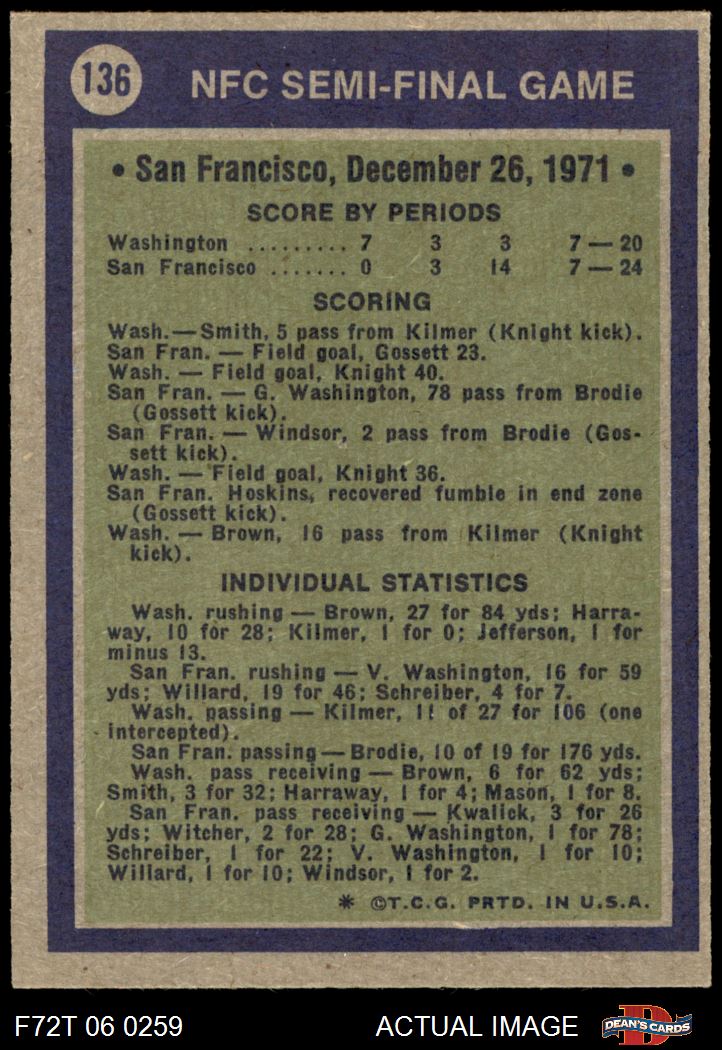 136
NFC SEMI-FINAL GAME
• San Francisco, December 26, 1971 •
SCORE BY PERIODS
Washington ......... 7 3 3 7 — 20
San Francisco ....... 0 3 14 7 — 24
SCORING
Wash.—Smith, 5 pass from Kilmer (Knight kick).
San Fran. — Field goal, Gossett 23.
Wash. — Field goal, Knight 40.
San Fran. — G. Washington, 78 pass from Brodie
(Gossett kick).
San Fran. — Windsor, 2 pass from Brodie (Gos-
sett kick).
Wash. — Field goal, Knight 36.
San Fran. Hoskins, recovered fumble in end zone
(Gossett kick).
Wash. — Brown, 16 pass from Kilmer (Knight
kick).
INDIVIDUAL STATISTICS
Wash. rushing — Brown, 27 for 84 yds; Harra-
way, 10 for 28; Kilmer, 1 for 0; Jefferson, 1 for
minus 13.
San Fran. rushing — V. Washington, 16 for 59
yds; Willard, 19 for 46; Schreiber, 4 for 7.
Wash. passing — Kilmer, 11 of 27 for 106 (one
intercepted).
San Fran. passing — Brodie, 10 of 19 for 176 yds.
Wash. pass receiving — Brown, 6 for 62 yds;
Smith, 3 for 32; Harraway, 1 for 4; Mason, 1 for 8.
San Fran. pass receiving — Kwalick, 3 for 26
yds; Witcher, 2 for 28; G. Washington, 1 for 78;
Schreiber, 1 for 22; V. Washington, 1 for 10;
Willard, 1 for 10; Windsor, 1 for 2.
* ©T.C.G. PRTD. IN U.S.A.
F72T 06 0259
ACTUAL IMAGE
D
DEAN'S CARDS